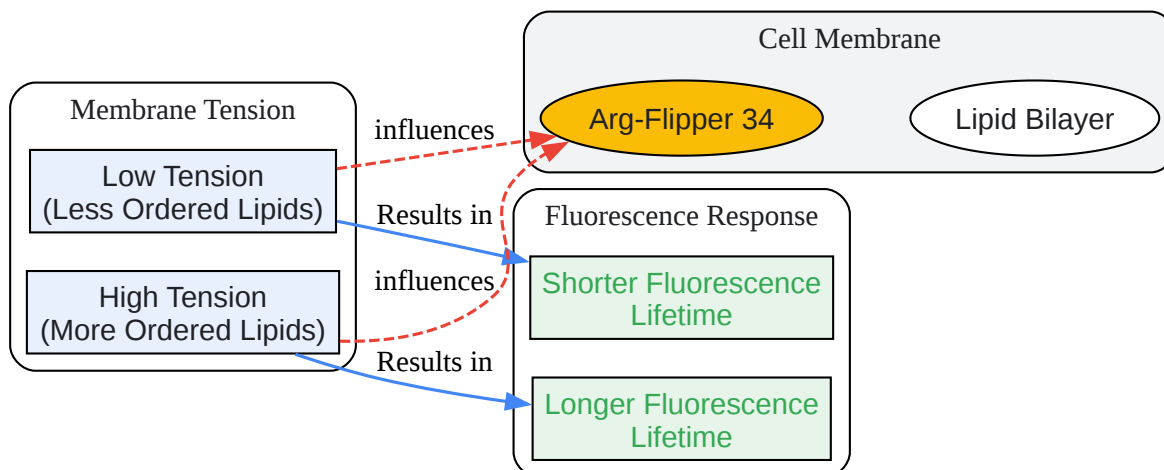 Cell Membrane
Arg-Flipper 34
Lipid Bilayer
Membrane Tension
Low Tension
(Less Ordered Lipids)
High Tension
(More Ordered Lipids)
influences
Results in
influences
Results in
Fluorescence Response
Shorter Fluorescence
Lifetime
Longer Fluorescence
Lifetime